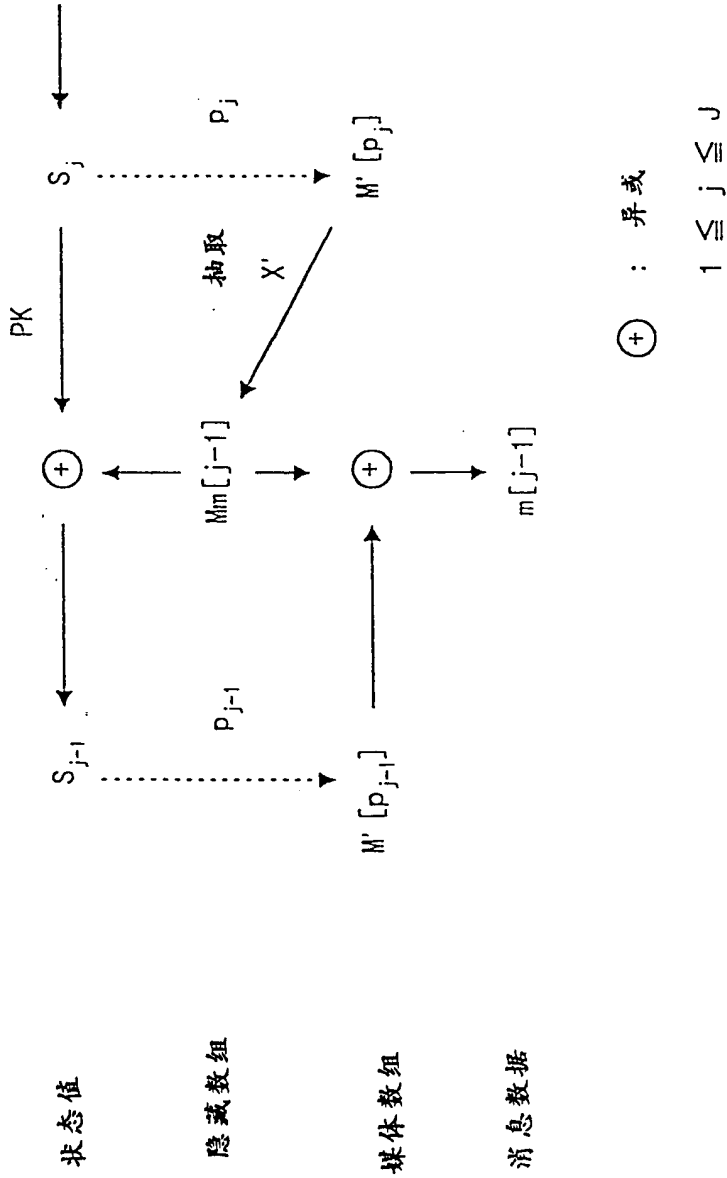 状态值
S_{j-1}
⊕
PK
S_j
隐藏数组
p_{j-1}
Mm[j-1]
抽取
X'
p_j
媒体数组
M'[p_{j-1}]
⊕
M'[p_j]
消息数据
m[j-1]
⊕ : 异或
1 ≦ j ≦ J